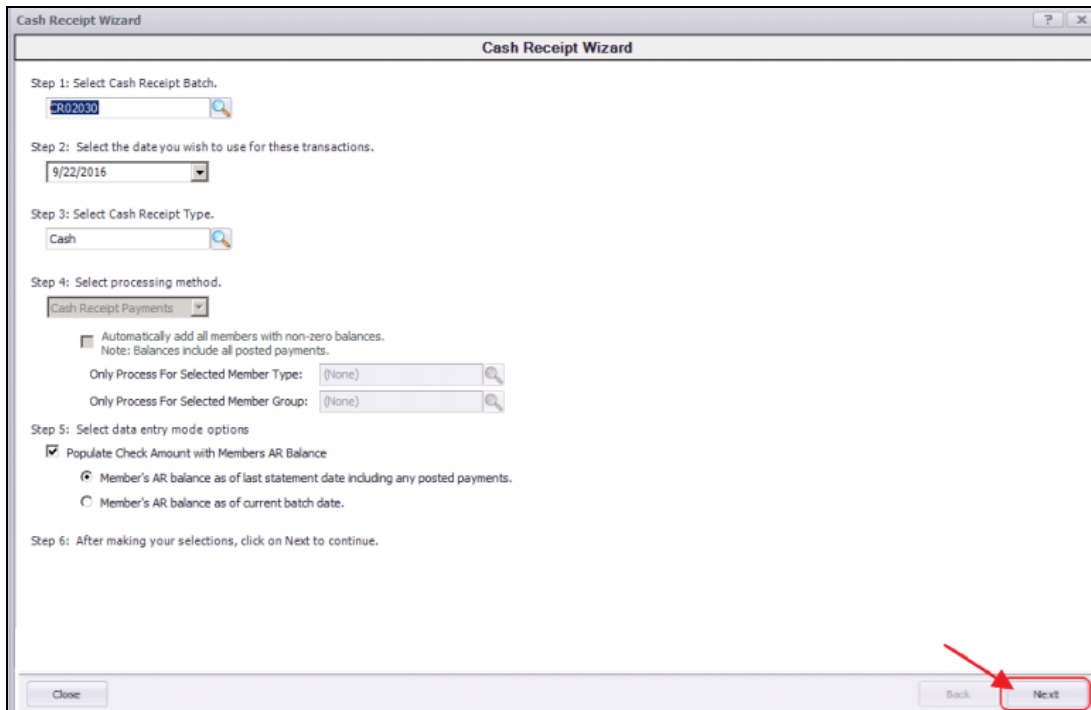 Cash Receipt Wizard
? x
Cash Receipt Wizard
Step 1: Select Cash Receipt Batch.
CR02030
Step 2: Select the date you wish to use for these transactions.
9/22/2016
Step 3: Select Cash Receipt Type.
Cash
Step 4: Select processing method.
Cash Receipt Payments
Automatically add all members with non-zero balances.
Note: Balances include all posted payments.
Only Process For Selected Member Type: (None)
Only Process For Selected Member Group: (None)
Step 5: Select data entry mode options
Populate Check Amount with Members AR Balance
Member's AR balance as of last statement date including any posted payments.
Member's AR balance as of current batch date.
Step 6: After making your selections, click on Next to continue.
Close Back Next